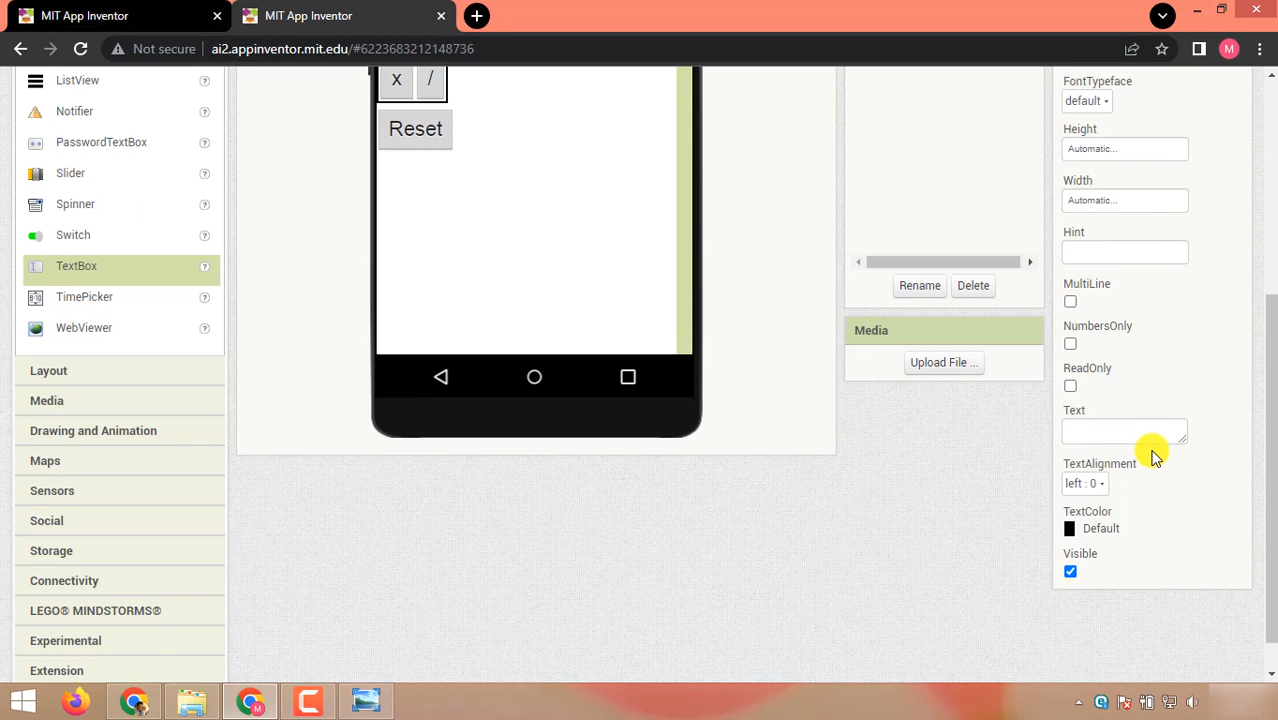 MIT App Inventor
MIT App Inventor
Not secure ai2.appinventor.mit.edu/#6223683212148736
M
ListView ?
Notifier ?
PasswordTextBox ?
Slider ?
Spinner ?
Switch ?
TextBox ?
TimePicker ?
WebViewer ?
Layout
Media
Drawing and Animation
Maps
Sensors
Social
Storage
Connectivity
LEGO® MINDSTORMS®
Experimental
Extension
x /
Reset
Rename Delete
Media
Upload File ...
FontTypeface
default
Height
Automatic...
Width
Automatic...
Hint
MultiLine
NumbersOnly
ReadOnly
Text
TextAlignment
left : 0
TextColor
Default
Visible